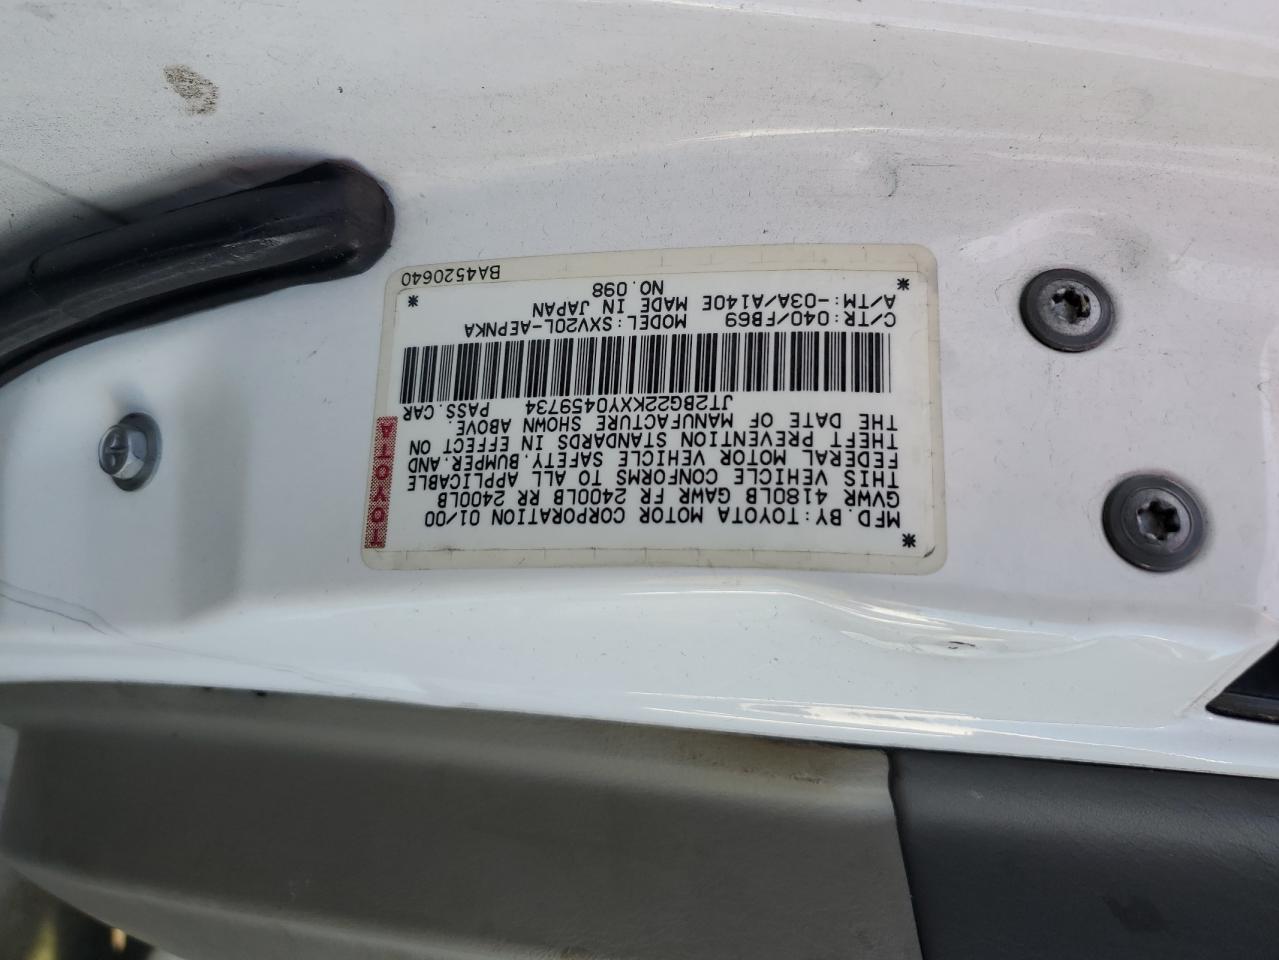 MFD.BY:TOYOTA MOTOR CORPORATION 01/00
GVWR 4180LB GAWR FR 2400LB RR 2400LB
THIS VEHICLE CONFORMS TO ALL APPLICABLE
FEDERAL MOTOR VEHICLE SAFETY,BUMPER,AND
THEFT PREVENTION STANDARDS IN EFFECT ON
THE DATE OF MANUFACTURE SHOWN ABOVE.
JT2BG22KXY0459734 PASS.CAR
C/TR:040/FB69 MODEL:SXV20L-AEPNKA
A/TM:-03A/A140E MADE IN JAPAN
NO.098
BA4520640
TOYOTA